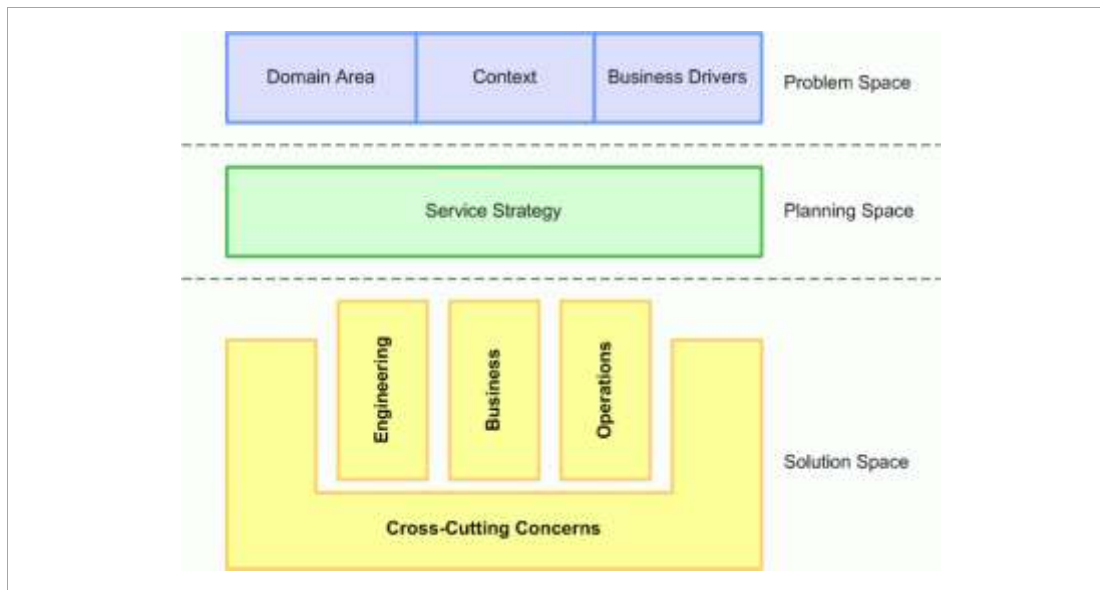 Domain Area
Context
Business Drivers
Problem Space
Service Strategy
Planning Space
Engineering
Business
Operations
Solution Space
Cross-Cutting Concerns